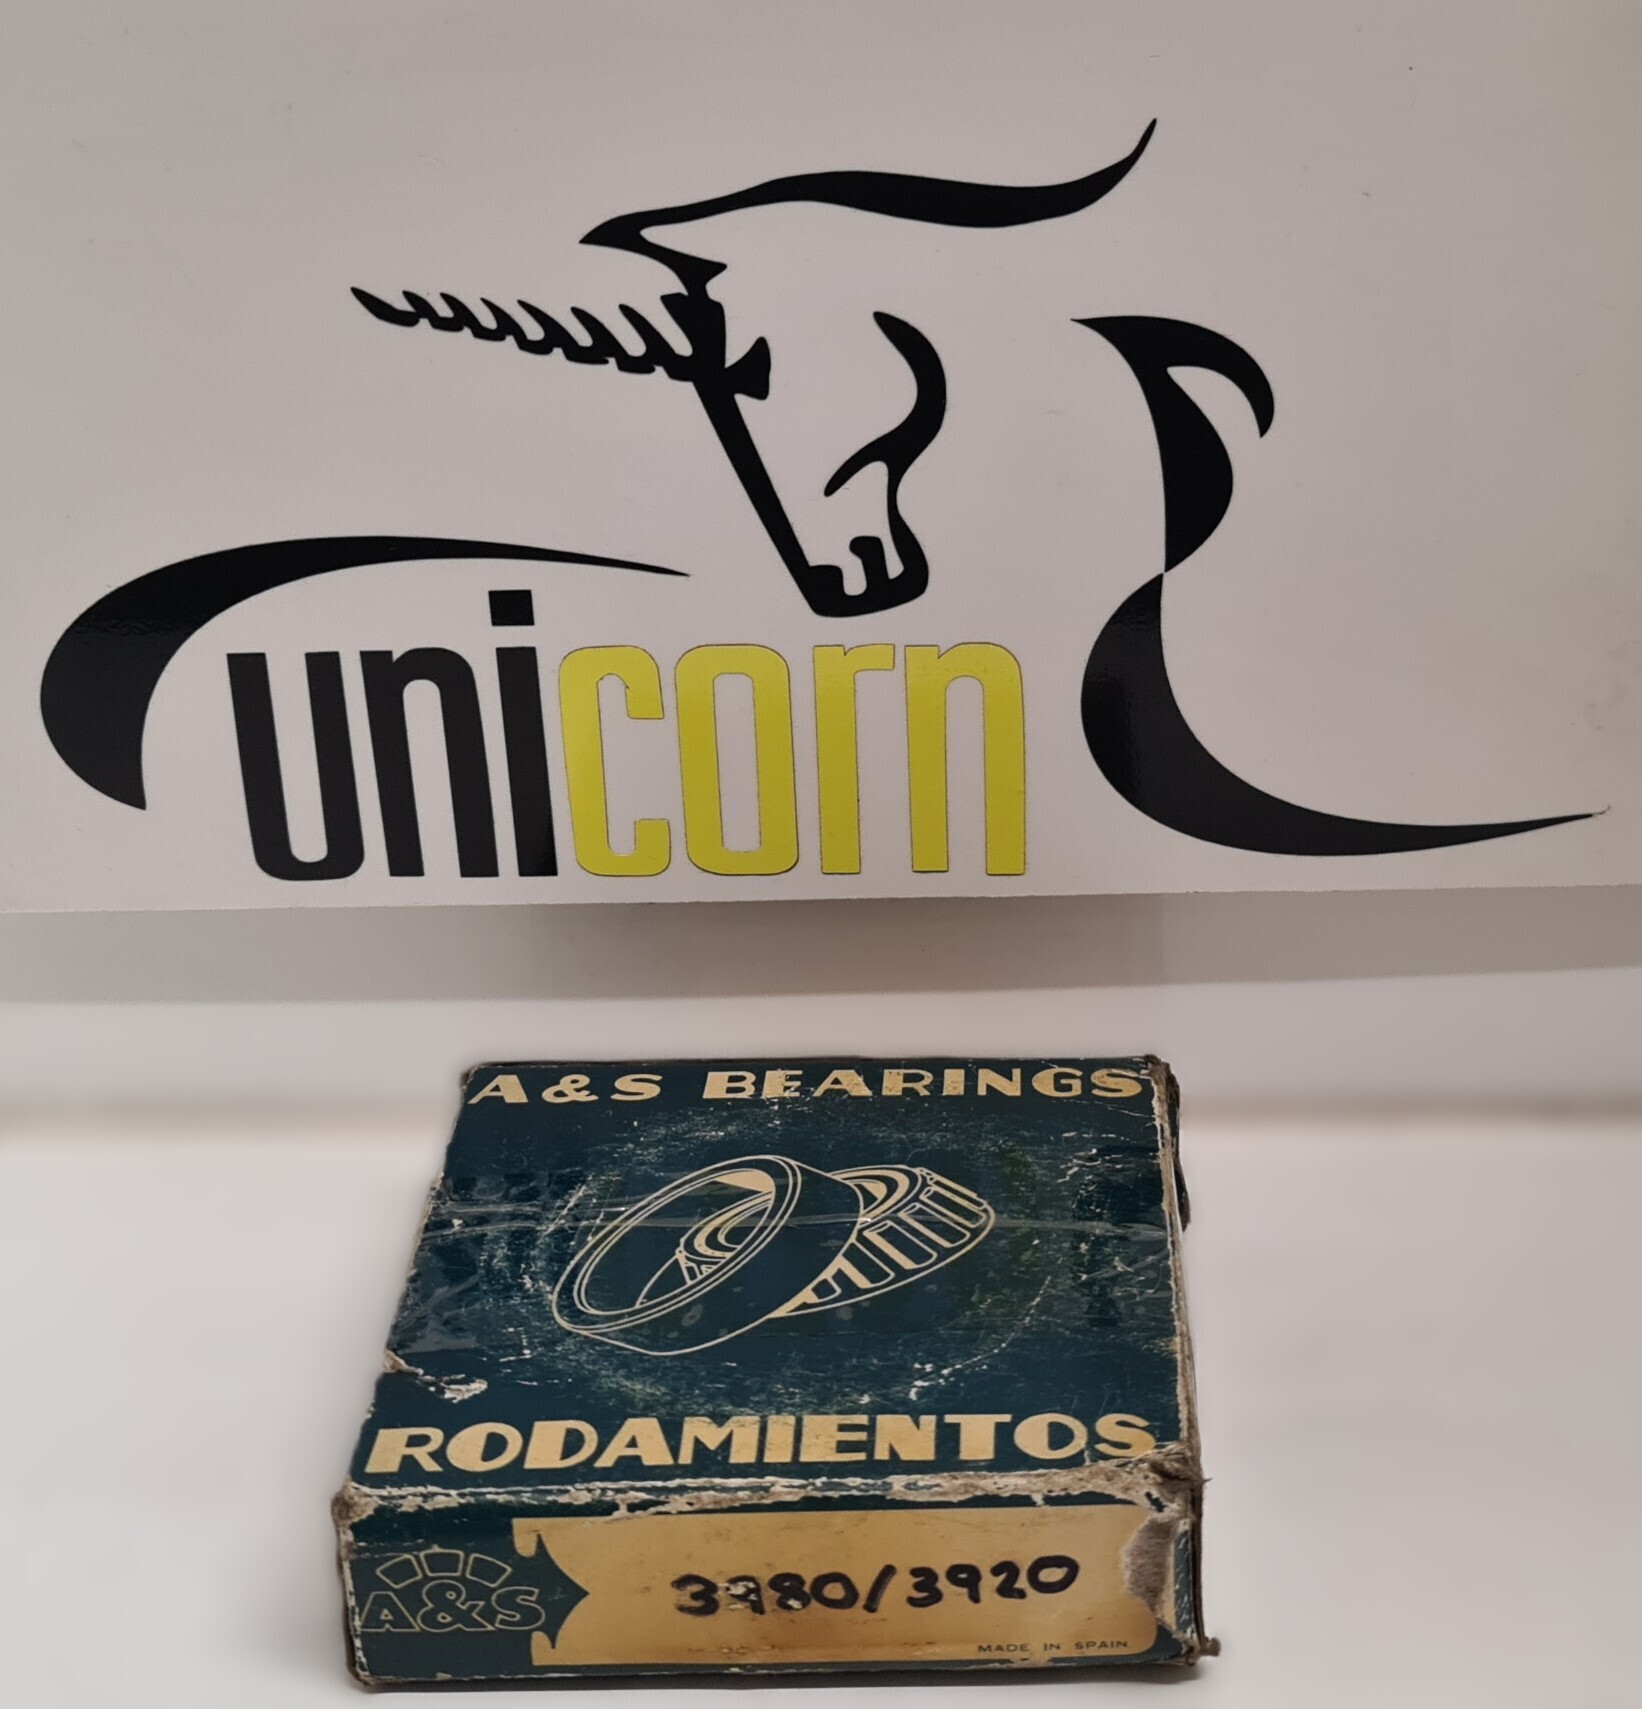 unicorn
A&S BEARINGS
RODAMIENTOS
A&S
3980/3920
MADE IN SPAIN